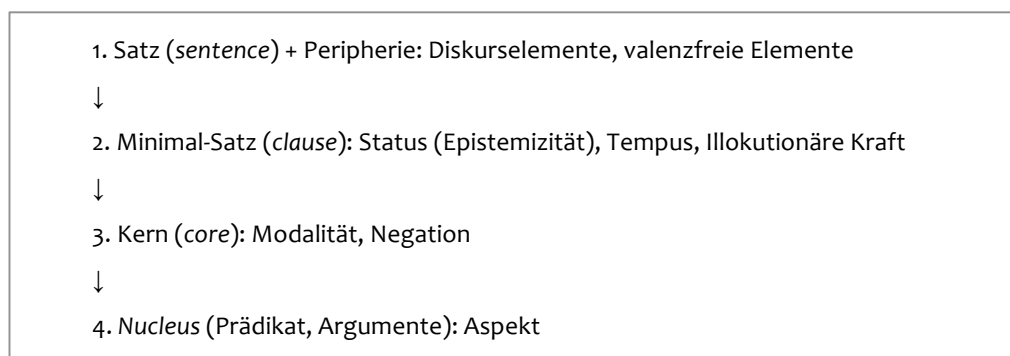 1. Satz (sentence) + Peripherie: Diskurselemente, valenzfreie Elemente
↓
2. Minimal-Satz (clause): Status (Epistemizität), Tempus, Illokutionäre Kraft
↓
3. Kern (core): Modalität, Negation
↓
4. Nucleus (Prädikat, Argumente): Aspekt